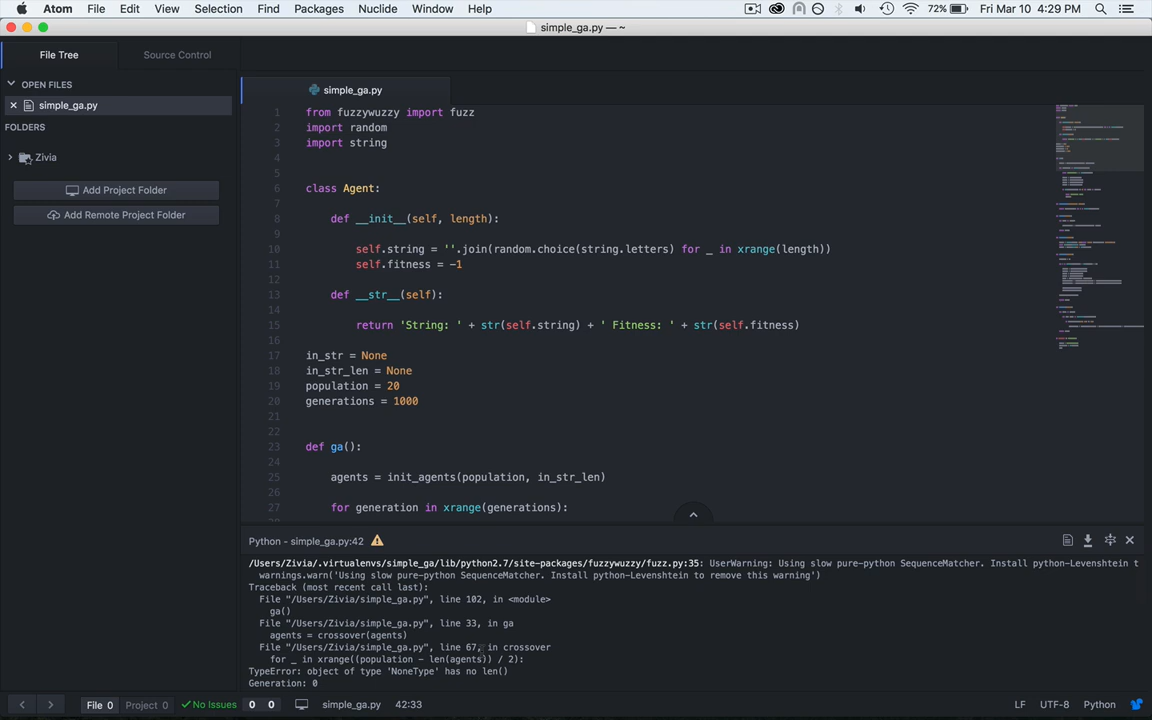 Atom File Edit View Selection Find Packages Nuclide Window Help 72% Fri Mar 10 4:29 PM
simple_ga.py — ~
File Tree Source Control
OPEN FILES
simple_ga.py
FOLDERS
Zivia
Add Project Folder
Add Remote Project Folder
simple_ga.py
1 from fuzzywuzzy import fuzz
2 import random
3 import string
4
5
6 class Agent:
7
8 def __init__(self, length):
9
10 self.string = ''.join(random.choice(string.letters) for _ in xrange(length))
11 self.fitness = -1
12
13 def __str__(self):
14
15 return 'String: ' + str(self.string) + ' Fitness: ' + str(self.fitness)
16
17 in_str = None
18 in_str_len = None
19 population = 20
20 generations = 1000
21
22
23 def ga():
24
25 agents = init_agents(population, in_str_len)
26
27 for generation in xrange(generations):
Python - simple_ga.py:42
/Users/Zivia/.virtualenvs/simple_ga/lib/python2.7/site-packages/fuzzywuzzy/fuzz.py:35: UserWarning: Using slow pure-python SequenceMatcher. Install python-Levenshtein t
warnings.warn('Using slow pure-python SequenceMatcher. Install python-Levenshtein to remove this warning')
Traceback (most recent call last):
File "/Users/Zivia/simple_ga.py", line 102, in <module>
ga()
File "/Users/Zivia/simple_ga.py", line 33, in ga
agents = crossover(agents)
File "/Users/Zivia/simple_ga.py", line 67, in crossover
for _ in xrange((population - len(agents)) / 2):
TypeError: object of type 'NoneType' has no len()
Generation: 0
File 0 Project 0 No Issues 0 0 simple_ga.py 42:33 LF UTF-8 Python